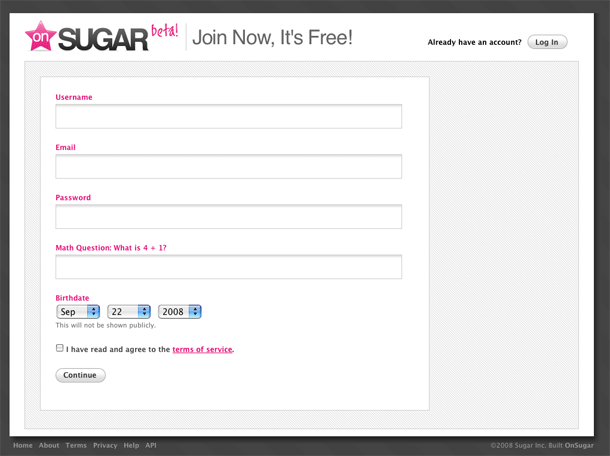 on SUGAR beta! Join Now, It's Free!
Already have an account? Log In
Username
Email
Password
Math Question: What is 4 + 1?
Birthdate
Sep 22 2008
This will not be shown publicly.
I have read and agree to the terms of service.
Continue
Home About Terms Privacy Help API
©2008 Sugar Inc. Built OnSugar